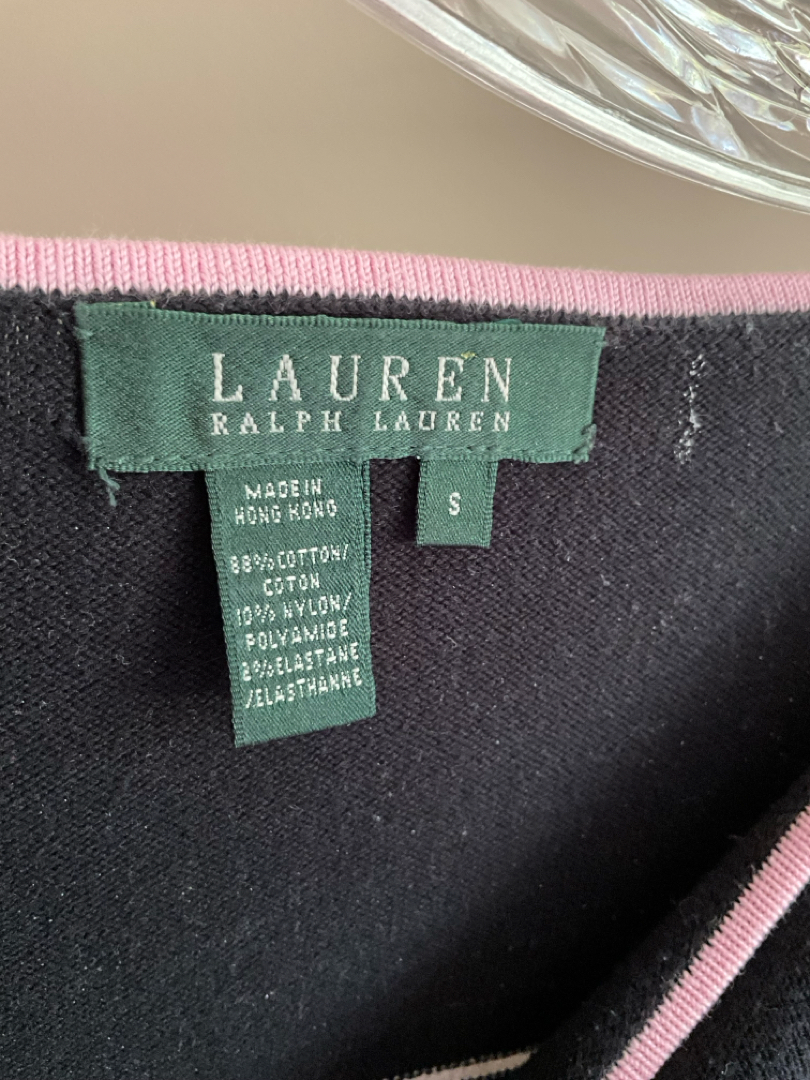 LAUREN
RALPH LAUREN
MADE IN
HONG KONG
S
88% COTTON/
COTON
10% NYLON/
POLYAMIDE
2% ELASTANE
/ELASTHANNE